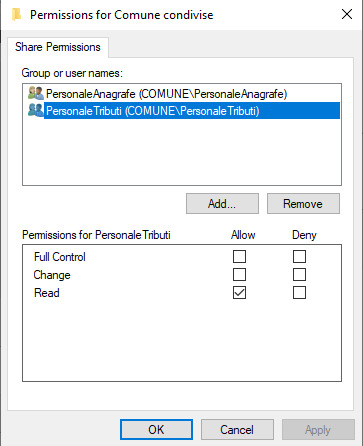 Permissions for Comune condivise
Share Permissions
Group or user names:
PersonaleAnagrafe (COMUNE\PersonaleAnagrafe)
PersonaleTributi (COMUNE\PersonaleTributi)
Add... Remove
Permissions for PersonaleTributi Allow Deny
Full Control
Change
Read
OK Cancel Apply